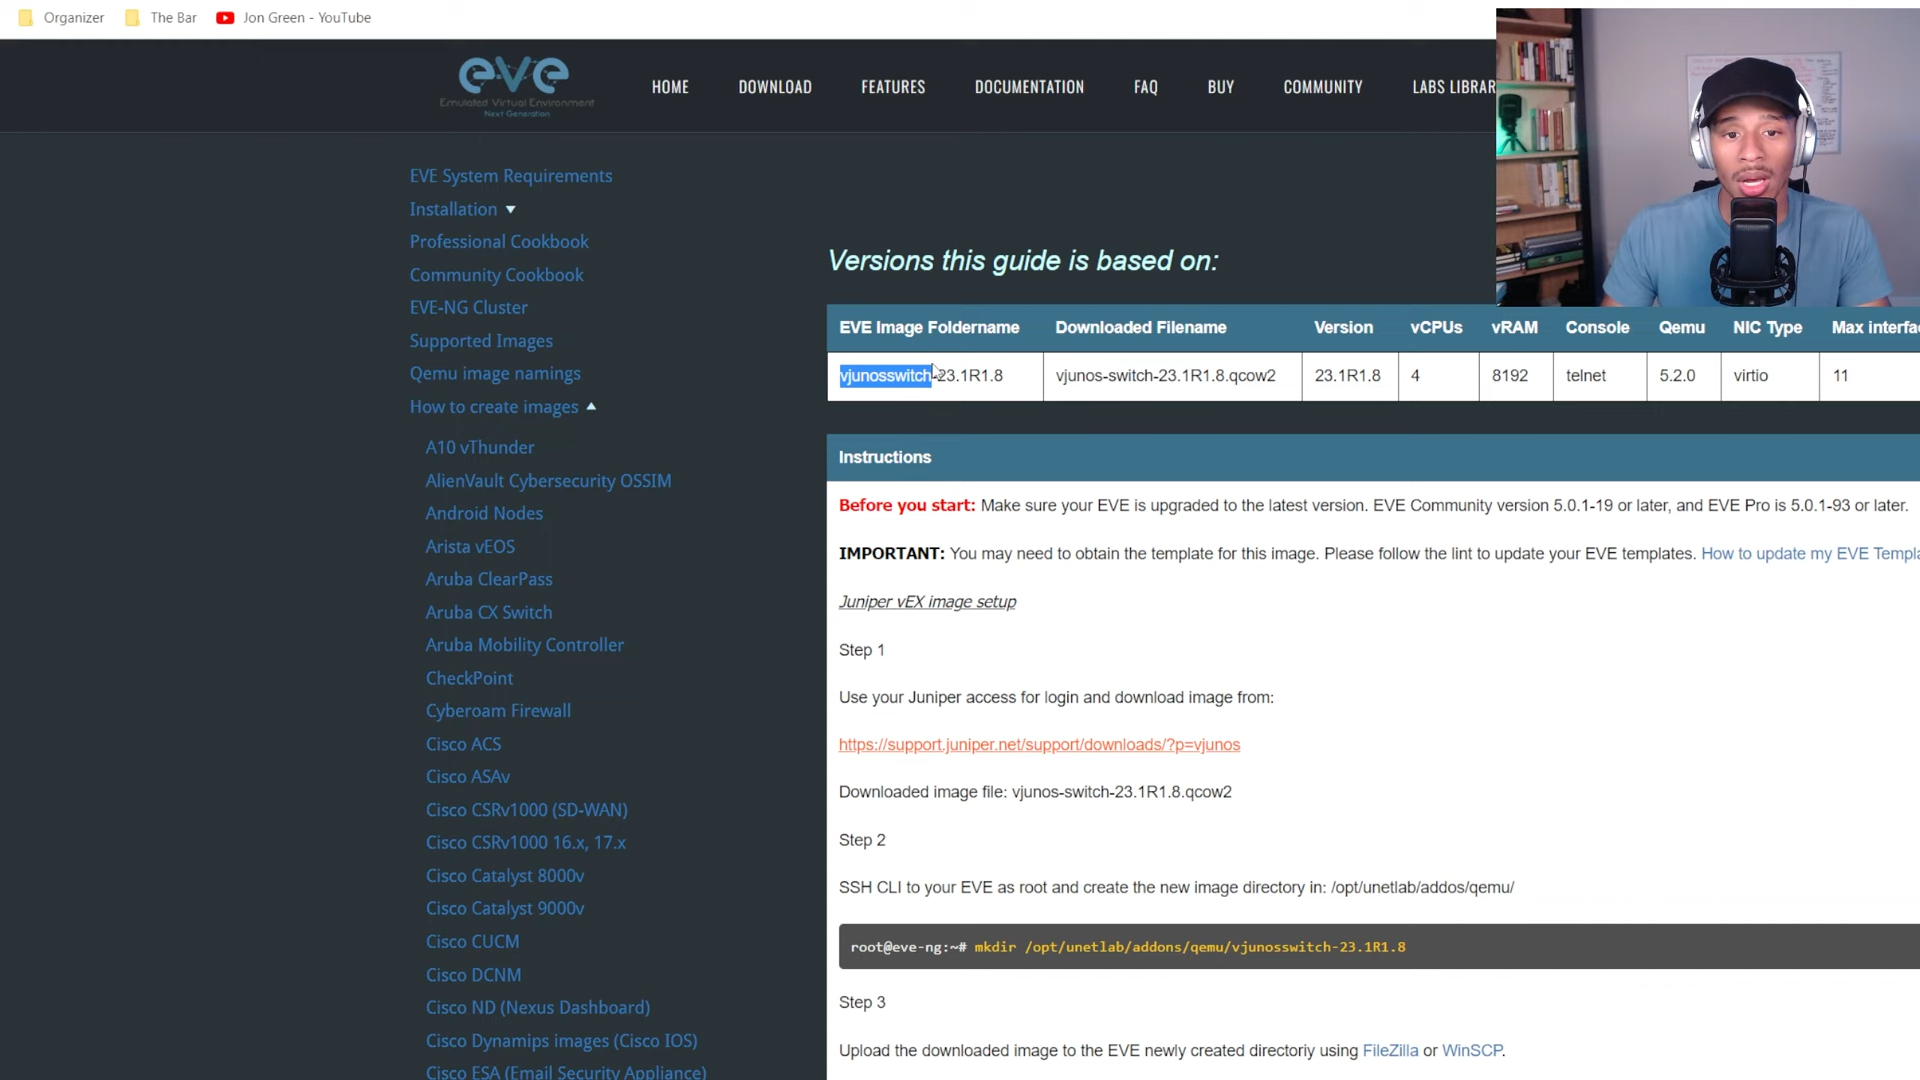 Organizer
The Bar
Jon Green - YouTube
eve
Emulated Virtual Environment
Next Generation
HOME
DOWNLOAD
FEATURES
DOCUMENTATION
FAQ
BUY
COMMUNITY
LABS LIBRAR
EVE System Requirements
Installation
Professional Cookbook
Community Cookbook
EVE-NG Cluster
Supported Images
Qemu image namings
How to create images
A10 vThunder
AlienVault Cybersecurity OSSIM
Android Nodes
Arista vEOS
Aruba ClearPass
Aruba CX Switch
Aruba Mobility Controller
CheckPoint
Cyberoam Firewall
Cisco ACS
Cisco ASAv
Cisco CSRv1000 (SD-WAN)
Cisco CSRv1000 16.x, 17.x
Cisco Catalyst 8000v
Cisco Catalyst 9000v
Cisco CUCM
Cisco DCNM
Cisco ND (Nexus Dashboard)
Cisco Dynamips images (Cisco IOS)
Cisco ESA (Email Security Appliance)
Versions this guide is based on:
EVE Image Foldername Downloaded Filename Version vCPUs vRAM Console Qemu NIC Type Max interfa
vjunosswitch-23.1R1.8 vjunos-switch-23.1R1.8.qcow2 23.1R1.8 4 8192 telnet 5.2.0 virtio 11
Instructions
Before you start: Make sure your EVE is upgraded to the latest version. EVE Community version 5.0.1-19 or later, and EVE Pro is 5.0.1-93 or later.
IMPORTANT: You may need to obtain the template for this image. Please follow the lint to update your EVE templates. How to update my EVE Templa
Juniper vEX image setup
Step 1
Use your Juniper access for login and download image from:
https://support.juniper.net/support/downloads/?p=vjunos
Downloaded image file: vjunos-switch-23.1R1.8.qcow2
Step 2
SSH CLI to your EVE as root and create the new image directory in: /opt/unetlab/addos/qemu/
root@eve-ng:~# mkdir /opt/unetlab/addons/qemu/vjunosswitch-23.1R1.8
Step 3
Upload the downloaded image to the EVE newly created directoriy using FileZilla or WinSCP.